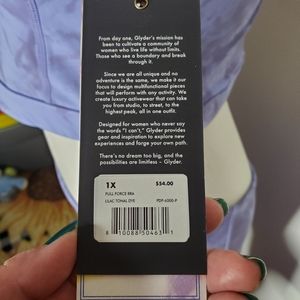 From day one, Glyder's mission has
been to cultivate a community of
women who live life without limits.
Those who see a boundary and break
through it.
Since we are all unique and no
adventure is the same, we make it our
focus to design multifunctional pieces
that will perform with any activity. We
create luxury activewear that can take
you from studio, to street, to the
highest peak, all in one outfit.
Designed for women who never say
the words "I can't," Glyder provides
gear and inspiration to explore new
experiences and forge your own path.
There's no dream too big, and the
possibilities are limitless – Glyder.
1X $54.00
FULL FORCE BRA
LILAC TONAL DYE PDP-6000-P
8 10088 50463 1